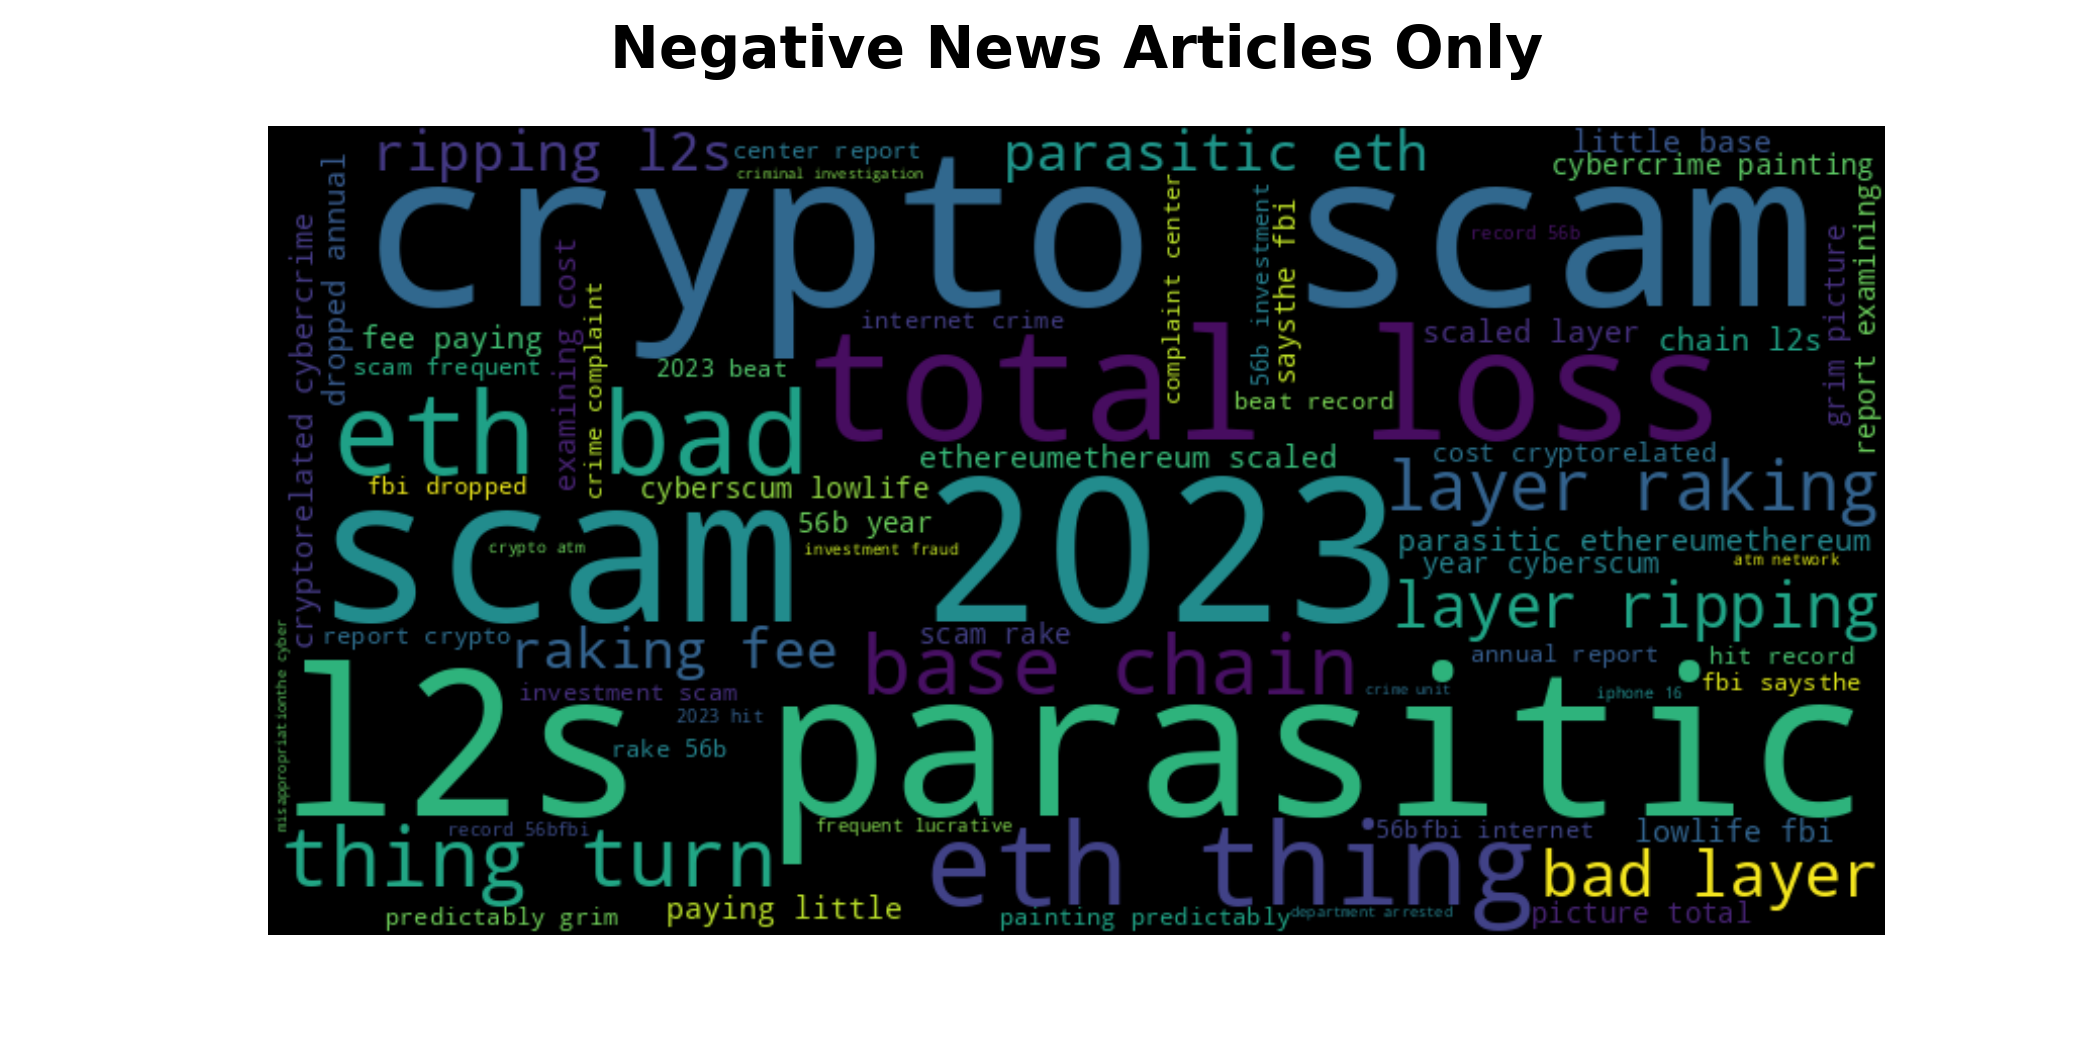 Negative News Articles Only
ripping l2s
center report
criminal investigation
parasitic eth
little base
cybercrime painting
crypto scam
record 56b
dropped annual
cryptorelated cybercrime
examining cost
crime complaint
complaint center
56b investment
saysthe fbi
grim picture
report examining
internet crime
fee paying
scam frequent
2023 beat
total loss
scaled layer
chain l2s
beat record
eth bad
fbi dropped
cyberscum lowlife
ethereumethereum scaled
cost cryptorelated
layer raking
scam 2023
56b year
crypto atm
investment fraud
parasitic ethereumethereum
year cyberscum
atm network
layer ripping
misappropriationthe cyber
report crypto
raking fee
scam rake
base chain
annual report
hit record
fbi saysthe
investment scam
crime unit
iphone 16
2023 hit
rake 56b
l2s parasitic
record 56bfbi
frequent lucrative
56bfbi internet
lowlife fbi
thing turn
eth thing
bad layer
predictably grim
paying little
painting predictably
department arrested
picture total